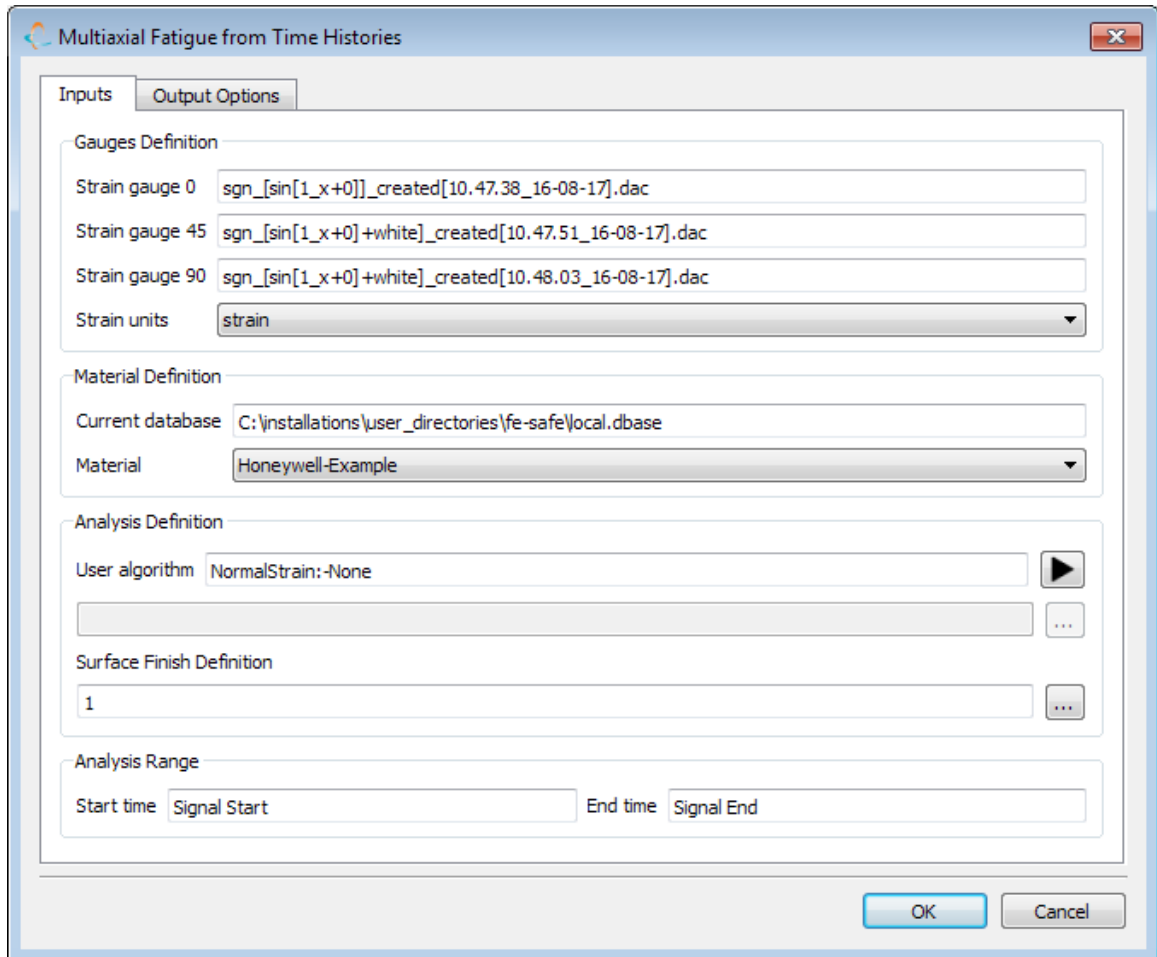 Multiaxial Fatigue from Time Histories
Inputs Output Options
Gauges Definition
Strain gauge 0 sgn_[sin[1_x+0]]_created[10.47.38_16-08-17].dac
Strain gauge 45 sgn_[sin[1_x+0]+white]_created[10.47.51_16-08-17].dac
Strain gauge 90 sgn_[sin[1_x+0]+white]_created[10.48.03_16-08-17].dac
Strain units strain
Material Definition
Current database C:\installations\user_directories\fe-safe\local.dbase
Material Honeywell-Example
Analysis Definition
User algorithm NormalStrain:-None
...
Surface Finish Definition
1 ...
Analysis Range
Start time Signal Start End time Signal End
OK Cancel